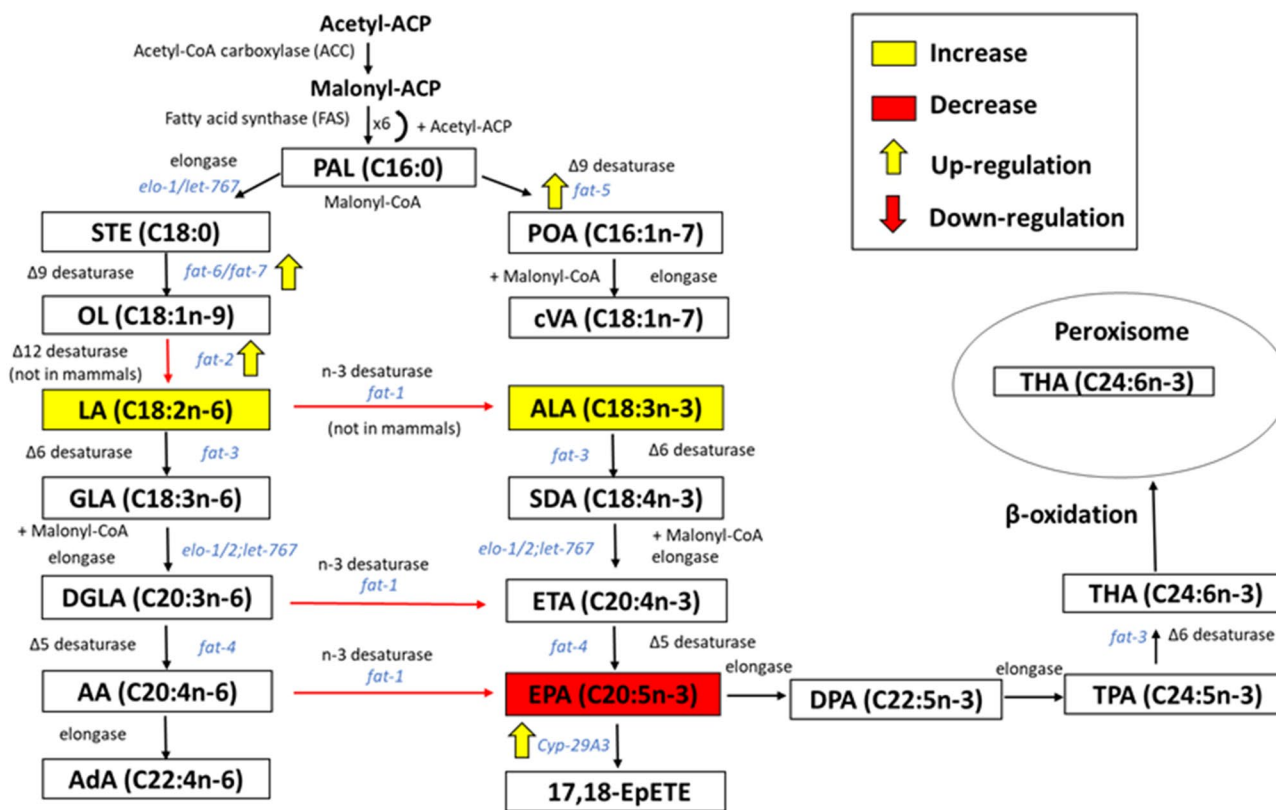 Acetyl-ACP
Acetyl-CoA carboxylase (ACC)
Malonyl-ACP
Fatty acid synthase (FAS)
x6
+ Acetyl-ACP
elongase
elo-1/let-767
PAL (C16:0)
Malonyl-CoA
Δ9 desaturase
fat-5
STE (C18:0)
POA (C16:1n-7)
Δ9 desaturase
fat-6/fat-7
+ Malonyl-CoA
elongase
OL (C18:1n-9)
cVA (C18:1n-7)
Δ12 desaturase
(not in mammals)
fat-2
n-3 desaturase
fat-1
(not in mammals)
LA (C18:2n-6)
ALA (C18:3n-3)
Δ6 desaturase
fat-3
fat-3
Δ6 desaturase
GLA (C18:3n-6)
SDA (C18:4n-3)
+ Malonyl-CoA
elongase
elo-1/2;let-767
elo-1/2;let-767
+ Malonyl-CoA
elongase
n-3 desaturase
fat-1
DGLA (C20:3n-6)
ETA (C20:4n-3)
Δ5 desaturase
fat-4
n-3 desaturase
fat-1
fat-4
Δ5 desaturase
AA (C20:4n-6)
EPA (C20:5n-3)
elongase
DPA (C22:5n-3)
elongase
TPA (C24:5n-3)
fat-3
Δ6 desaturase
THA (C24:6n-3)
β-oxidation
Peroxisome
THA (C24:6n-3)
elongase
Cyp-29A3
AdA (C22:4n-6)
17,18-EpETE
Increase
Decrease
Up-regulation
Down-regulation